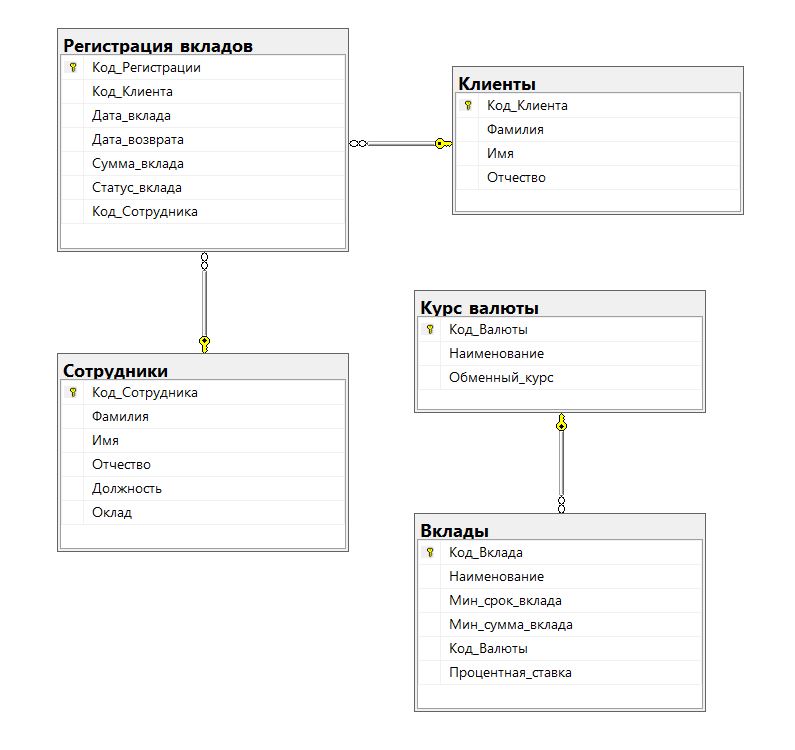 Регистрация вкладов
Код_Регистрации
Код_Клиента
Дата_вклада
Дата_возврата
Сумма_вклада
Статус_вклада
Код_Сотрудника
Клиенты
Код_Клиента
Фамилия
Имя
Отчество
Сотрудники
Код_Сотрудника
Фамилия
Имя
Отчество
Должность
Оклад
Курс валюты
Код_Валюты
Наименование
Обменный_курс
Вклады
Код_Вклада
Наименование
Мин_срок_вклада
Мин_сумма_вклада
Код_Валюты
Процентная_ставка